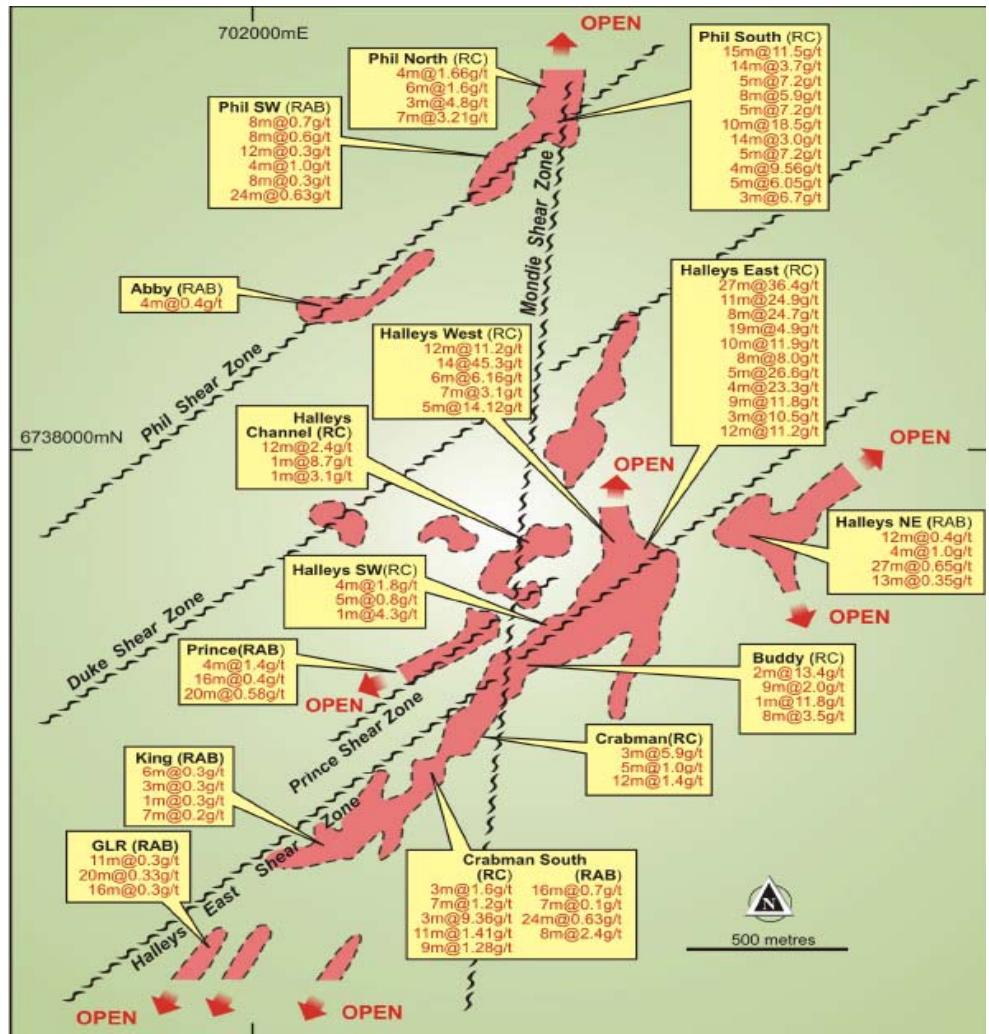 702000mE
OPEN
Phil North (RC)
4m@1.66g/t
6m@1.6g/t
3m@4.8g/t
7m@3.21g/t
Phil South (RC)
15m@11.5g/t
14m@3.7g/t
5m@7.2g/t
8m@5.9g/t
5m@7.2g/t
10m@18.5g/t
14m@3.0g/t
5m@7.2g/t
4m@9.56g/t
5m@6.05g/t
3m@6.7g/t
Phil SW (RAB)
8m@0.7g/t
8m@0.6g/t
12m@0.3g/t
4m@1.0g/t
8m@0.3g/t
24m@0.63g/t
Mondie Shear Zone
Abby (RAB)
4m@0.4g/t
Phil Shear Zone
Halleys East (RC)
27m@36.4g/t
11m@24.9g/t
8m@24.7g/t
19m@4.9g/t
10m@11.9g/t
8m@8.0g/t
5m@26.6g/t
4m@23.3g/t
9m@11.8g/t
3m@10.5g/t
12m@11.2g/t
Halleys West (RC)
12m@11.2g/t
14@45.3g/t
6m@6.16g/t
7m@3.1g/t
5m@14.12g/t
Halleys
Channel (RC)
12m@2.4g/t
1m@8.7g/t
1m@3.1g/t
6738000mN
OPEN
OPEN
Halleys NE (RAB)
12m@0.4g/t
4m@1.0g/t
27m@0.65g/t
13m@0.35g/t
OPEN
Halleys SW(RC)
4m@1.8g/t
5m@0.8g/t
1m@4.3g/t
Duke Shear Zone
Prince(RAB)
4m@1.4g/t
16m@0.4g/t
20m@0.58g/t
OPEN
Buddy (RC)
2m@13.4g/t
9m@2.0g/t
1m@11.8g/t
8m@3.5g/t
Prince Shear Zone
Crabman(RC)
3m@5.9g/t
5m@1.0g/t
12m@1.4g/t
King (RAB)
6m@0.3g/t
3m@0.3g/t
1m@0.3g/t
7m@0.2g/t
GLR (RAB)
11m@0.3g/t
20m@0.33g/t
16m@0.3g/t
Halleys East Shear Zone
Crabman South
(RC) (RAB)
3m@1.6g/t 16m@0.7g/t
7m@1.2g/t 7m@0.1g/t
3m@9.36g/t 24m@0.63g/t
11m@1.41g/t 8m@2.4g/t
9m@1.28g/t
N
500 metres
OPEN
OPEN